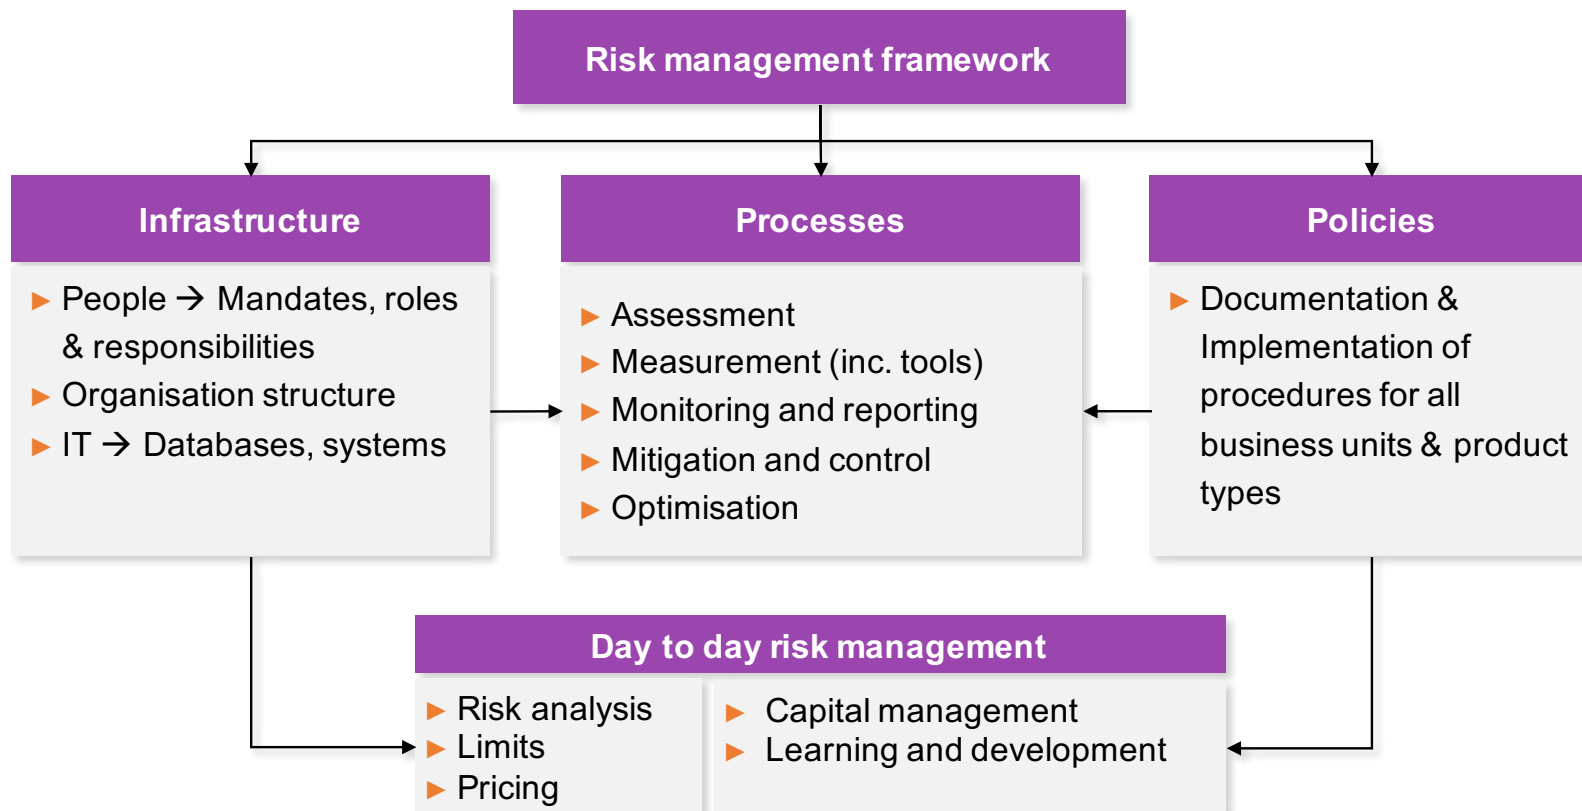 Risk management framework
Infrastructure
► People → Mandates, roles
& responsibilities
► Organisation structure
► IT → Databases, systems
Processes
► Assessment
► Measurement (inc. tools)
► Monitoring and reporting
► Mitigation and control
► Optimisation
Policies
► Documentation &
Implementation of
procedures for all
business units & product
types
Day to day risk management
► Risk analysis
► Limits
► Pricing
► Capital management
► Learning and development